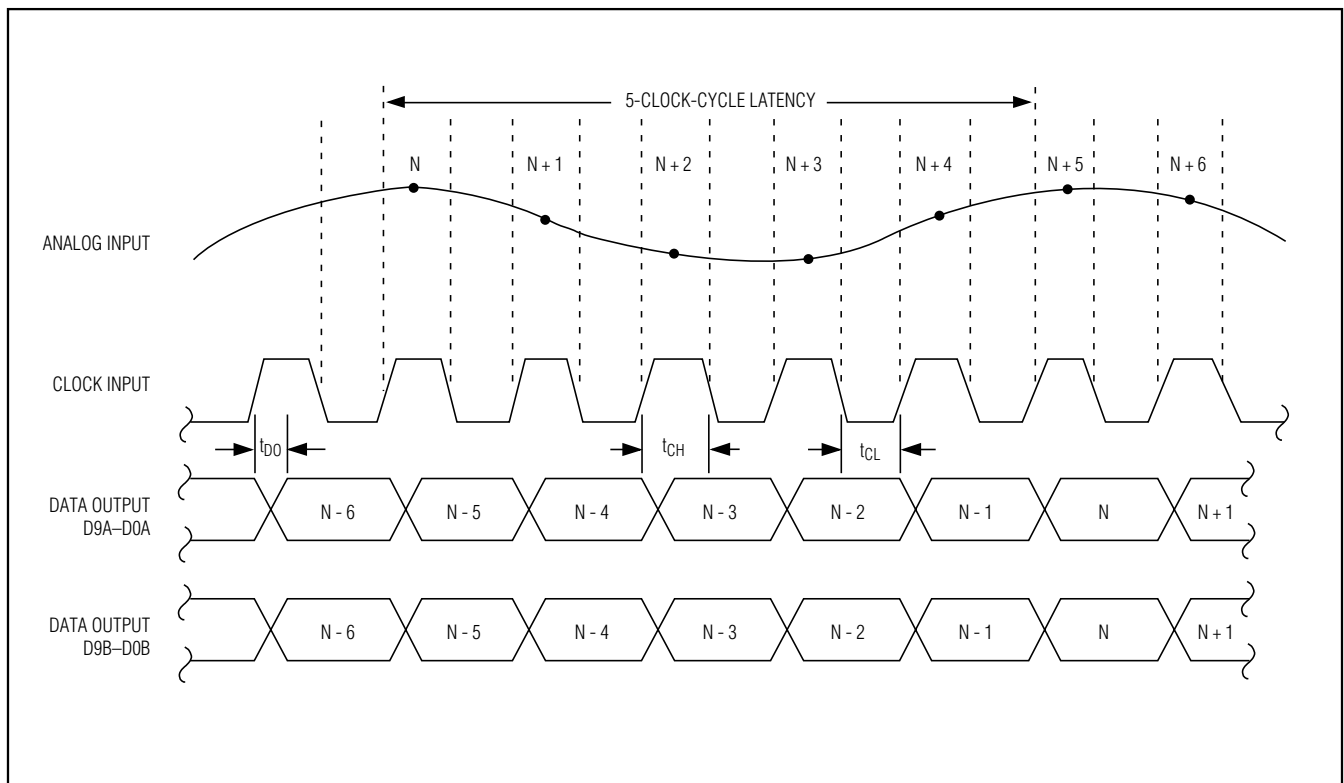 5-CLOCK-CYCLE LATENCY
N N + 1 N + 2 N + 3 N + 4 N + 5 N + 6
ANALOG INPUT
CLOCK INPUT
tDO tCH tCL
DATA OUTPUT
D9A–D0A
N - 6 N - 5 N - 4 N - 3 N - 2 N - 1 N N + 1
DATA OUTPUT
D9B–D0B
N - 6 N - 5 N - 4 N - 3 N - 2 N - 1 N N + 1